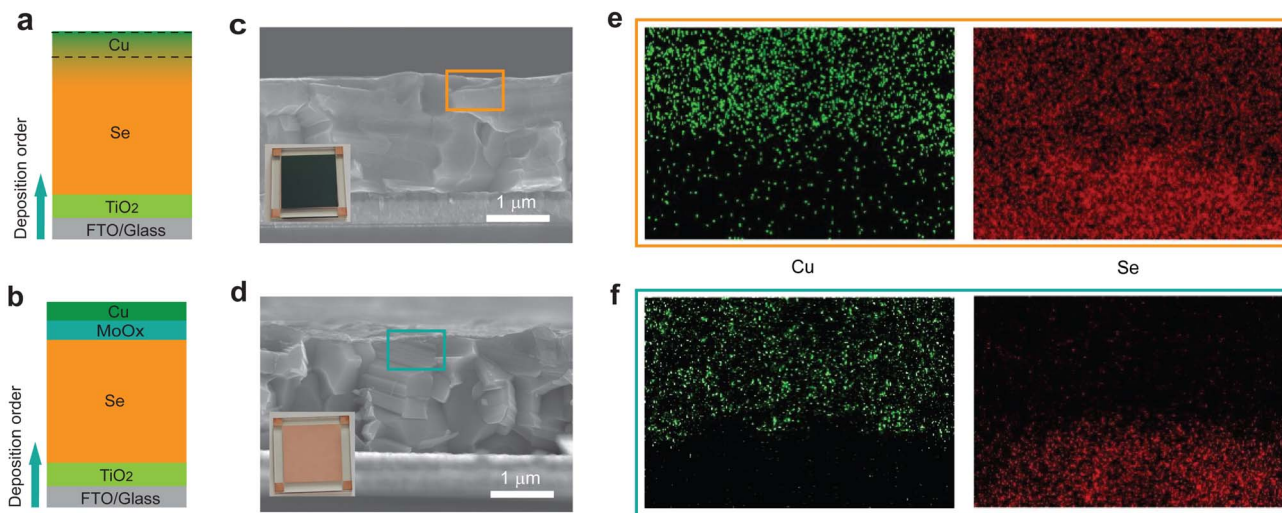 a
Cu
Se
TiO2
FTO/Glass
Deposition order
c
1 μm
e
Cu
Se
b
Cu
MoOx
Se
TiO2
FTO/Glass
Deposition order
d
1 μm
f